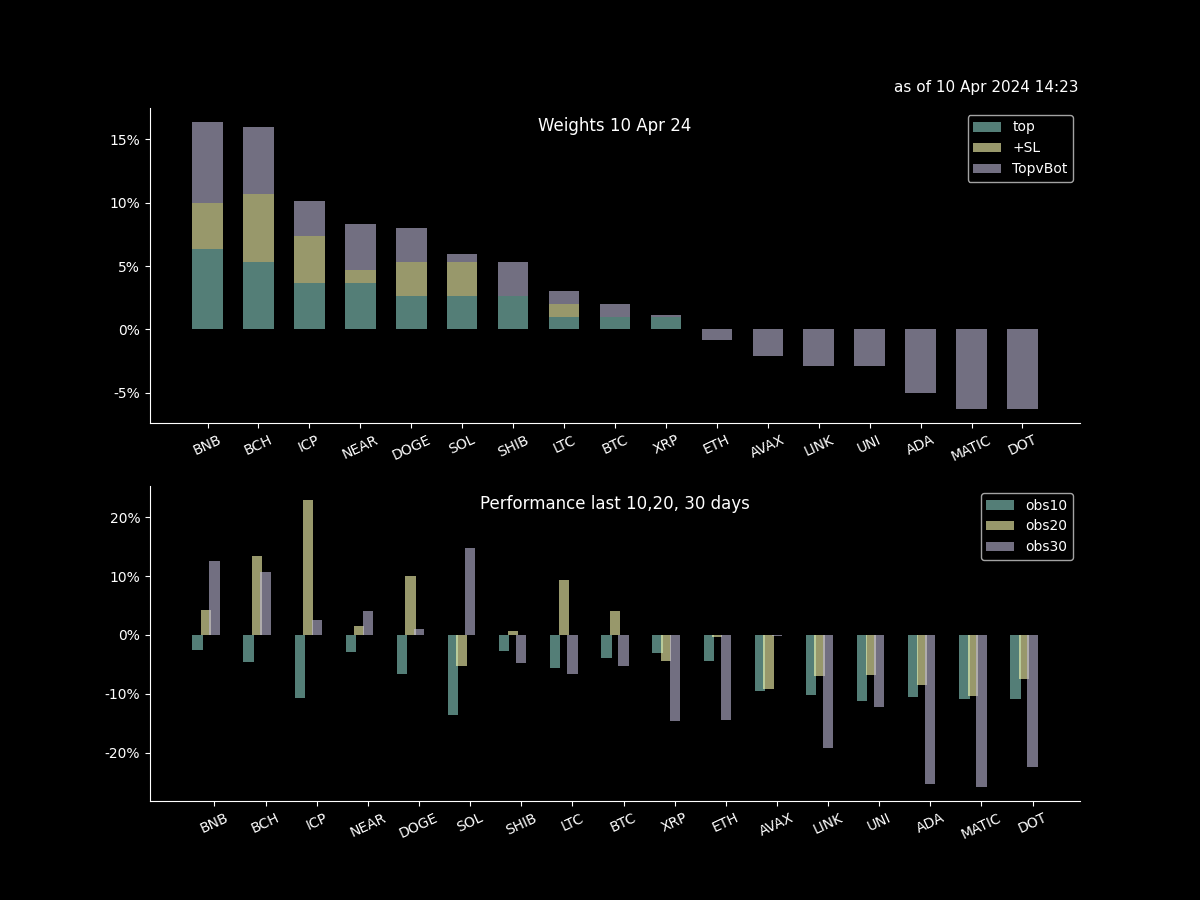 as of 10 Apr 2024 14:23
Weights 10 Apr 24
top
+SL
TopvBot
15%
10%
5%
0%
-5%
BNB BCH ICP NEAR DOGE SOL SHIB LTC BTC XRP ETH AVAX LINK UNI ADA MATIC DOT
Performance last 10,20, 30 days
obs10
obs20
obs30
20%
10%
0%
-10%
-20%
BNB BCH ICP NEAR DOGE SOL SHIB LTC BTC XRP ETH AVAX LINK UNI ADA MATIC DOT